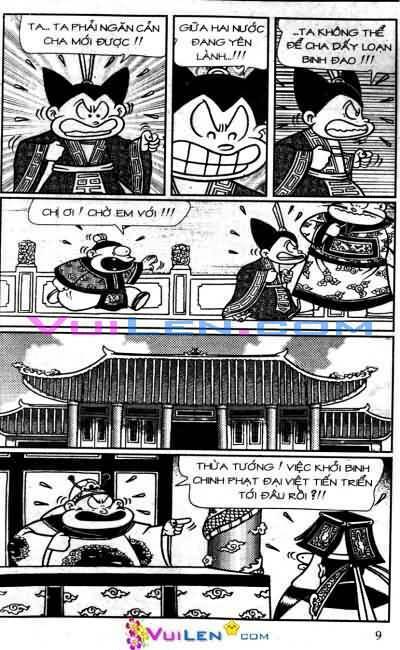 TA... TA PHẢI NGĂN CẢN
CHA MỚI ĐƯỢC !!
GIỮA HAI NƯỚC
ĐANG YÊN
LÀNH...!!!
...TA KHÔNG THỂ
ĐỂ CHA DẤY LOẠN
BINH ĐAO !!!
CHỊ ƠI ! CHỜ EM VỚI !!!
VUILEN.COM
THỪA TƯỚNG ! VIỆC KHỞI BINH
CHINH PHẠT ĐẠI VIỆT TIẾN TRIỂN
TỚI ĐÂU RỒI ?!!
9
VUILEN.COM